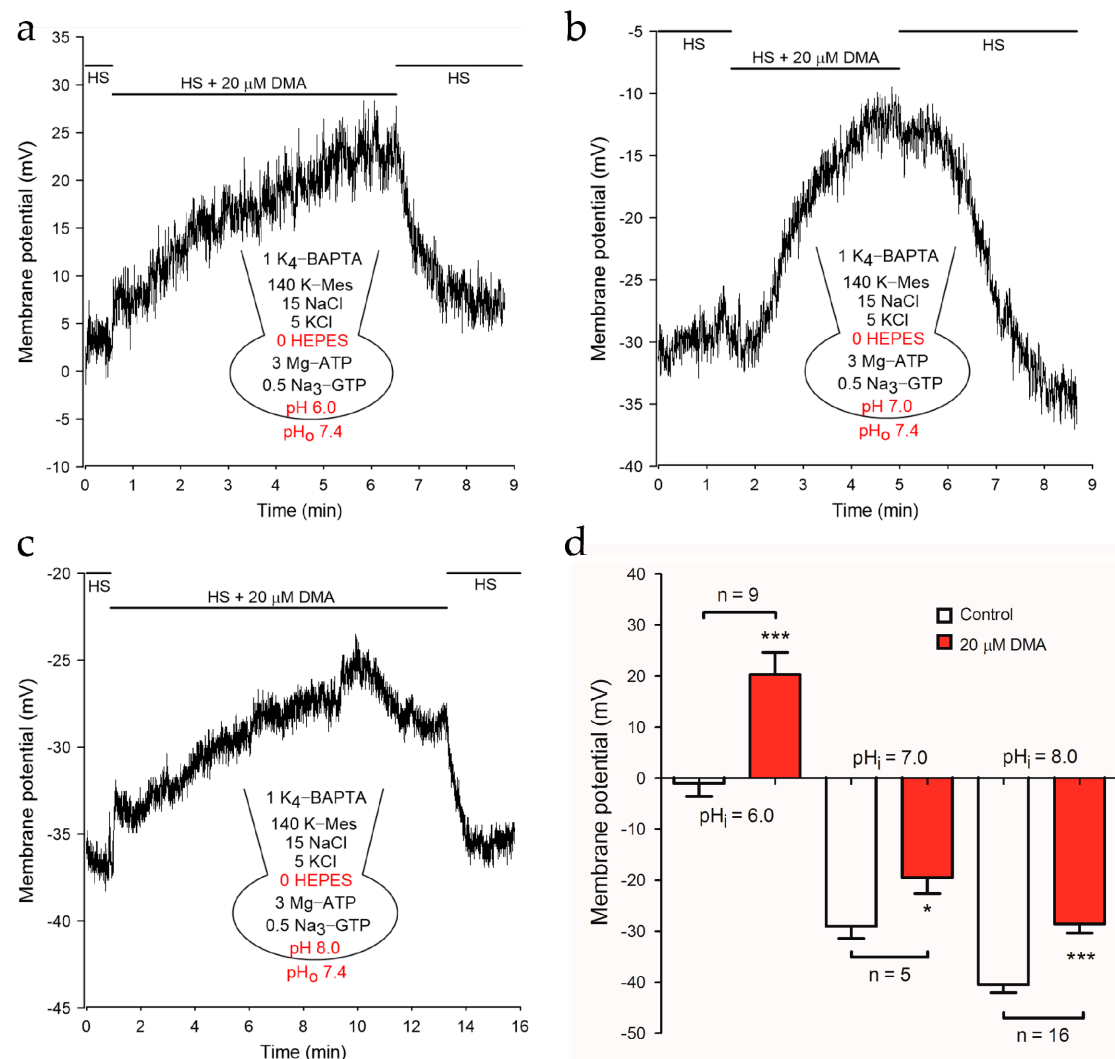 a
35
30
25
20
15
10
5
0
5
-10
Membrane potential (mV)
HS
HS + 20 μM DMA
HS
1 K4–BAPTA
140 K–Mes
15 NaCl
5 KCl
0 HEPES
3 Mg–ATP
0.5 Na3–GTP
pH 6.0
pHo 7.4
0 1 2 3 4 5 6 7 8 9
Time (min)
b
-5
-10
-15
-20
-25
-30
-35
-40
Membrane potential (mV)
HS
HS + 20 μM DMA
HS
1 K4–BAPTA
140 K–Mes
15 NaCl
5 KCl
0 HEPES
3 Mg–ATP
0.5 Na3–GTP
pH 7.0
pHo 7.4
0 1 2 3 4 5 6 7 8 9
Time (min)
c
-20
-25
-30
-35
-40
-45
Membrane potential (mV)
HS
HS + 20 μM DMA
HS
1 K4–BAPTA
140 K–Mes
15 NaCl
5 KCl
0 HEPES
3 Mg–ATP
0.5 Na3–GTP
pH 8.0
pHo 7.4
0 2 4 6 8 10 12 14 16
Time (min)
d
40
30
20
10
0
-10
-20
-30
-40
-50
Membrane potential (mV)
n = 9
***
Control
20 μM DMA
pHi = 6.0
pHi = 7.0
pHi = 8.0
*
n = 5
***
n = 16